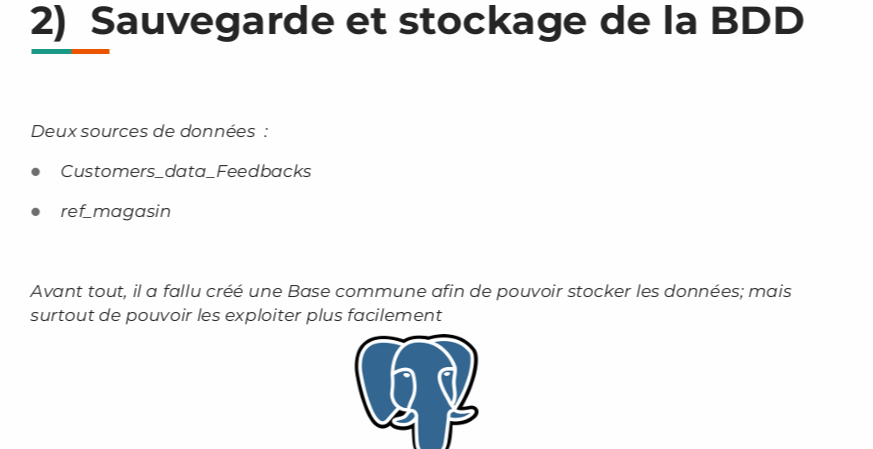 2) Sauvegarde et stockage de la BDD
Deux sources de données :
● Customers_data_Feedbacks
● ref_magasin
Avant tout, il a fallu créé une Base commune afin de pouvoir stocker les données; mais
surtout de pouvoir les exploiter plus facilement